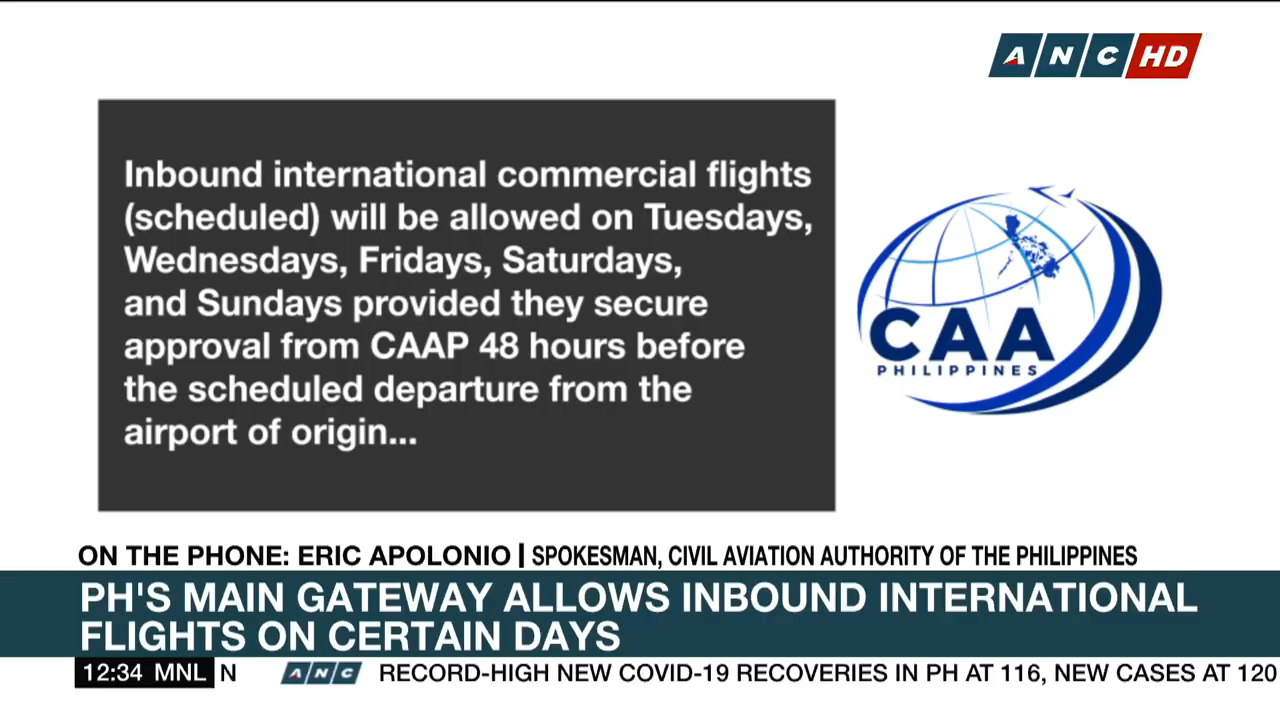 ANC HD
Inbound international commercial flights
(scheduled) will be allowed on Tuesdays,
Wednesdays, Fridays, Saturdays,
and Sundays provided they secure
approval from CAAP 48 hours before
the scheduled departure from the
airport of origin...
CAA
PHILIPPINES
ON THE PHONE: ERIC APOLONIO | SPOKESMAN, CIVIL AVIATION AUTHORITY OF THE PHILIPPINES
PH'S MAIN GATEWAY ALLOWS INBOUND INTERNATIONAL
FLIGHTS ON CERTAIN DAYS
12:34 MNL N ANC RECORD-HIGH NEW COVID-19 RECOVERIES IN PH AT 116, NEW CASES AT 120